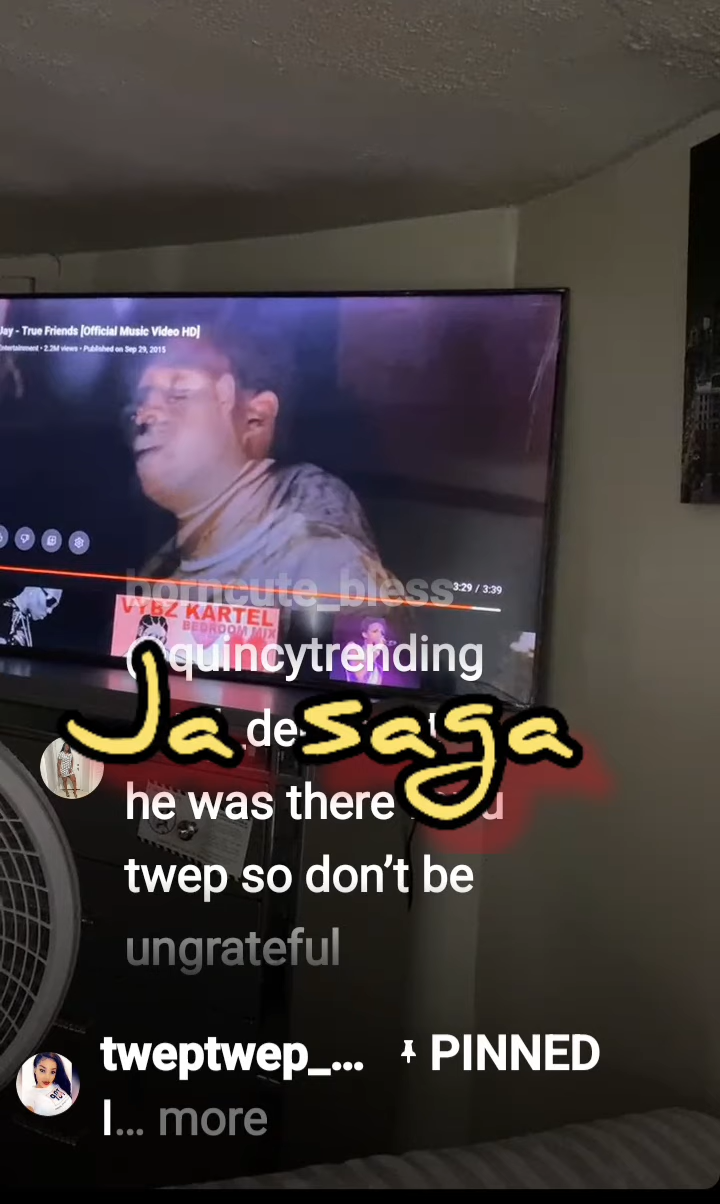 Jay - True Friends [Official Music Video HD]
Entertainment • 2.2M views • Published on Sep 29, 2015
3:29 / 3:39
VYBZ KARTEL
BEDROOM MIX
borncute_bless
quincytrending
Ja saga
he was there
twep so don't be
ungrateful
tweptwep_... PINNED
I... more